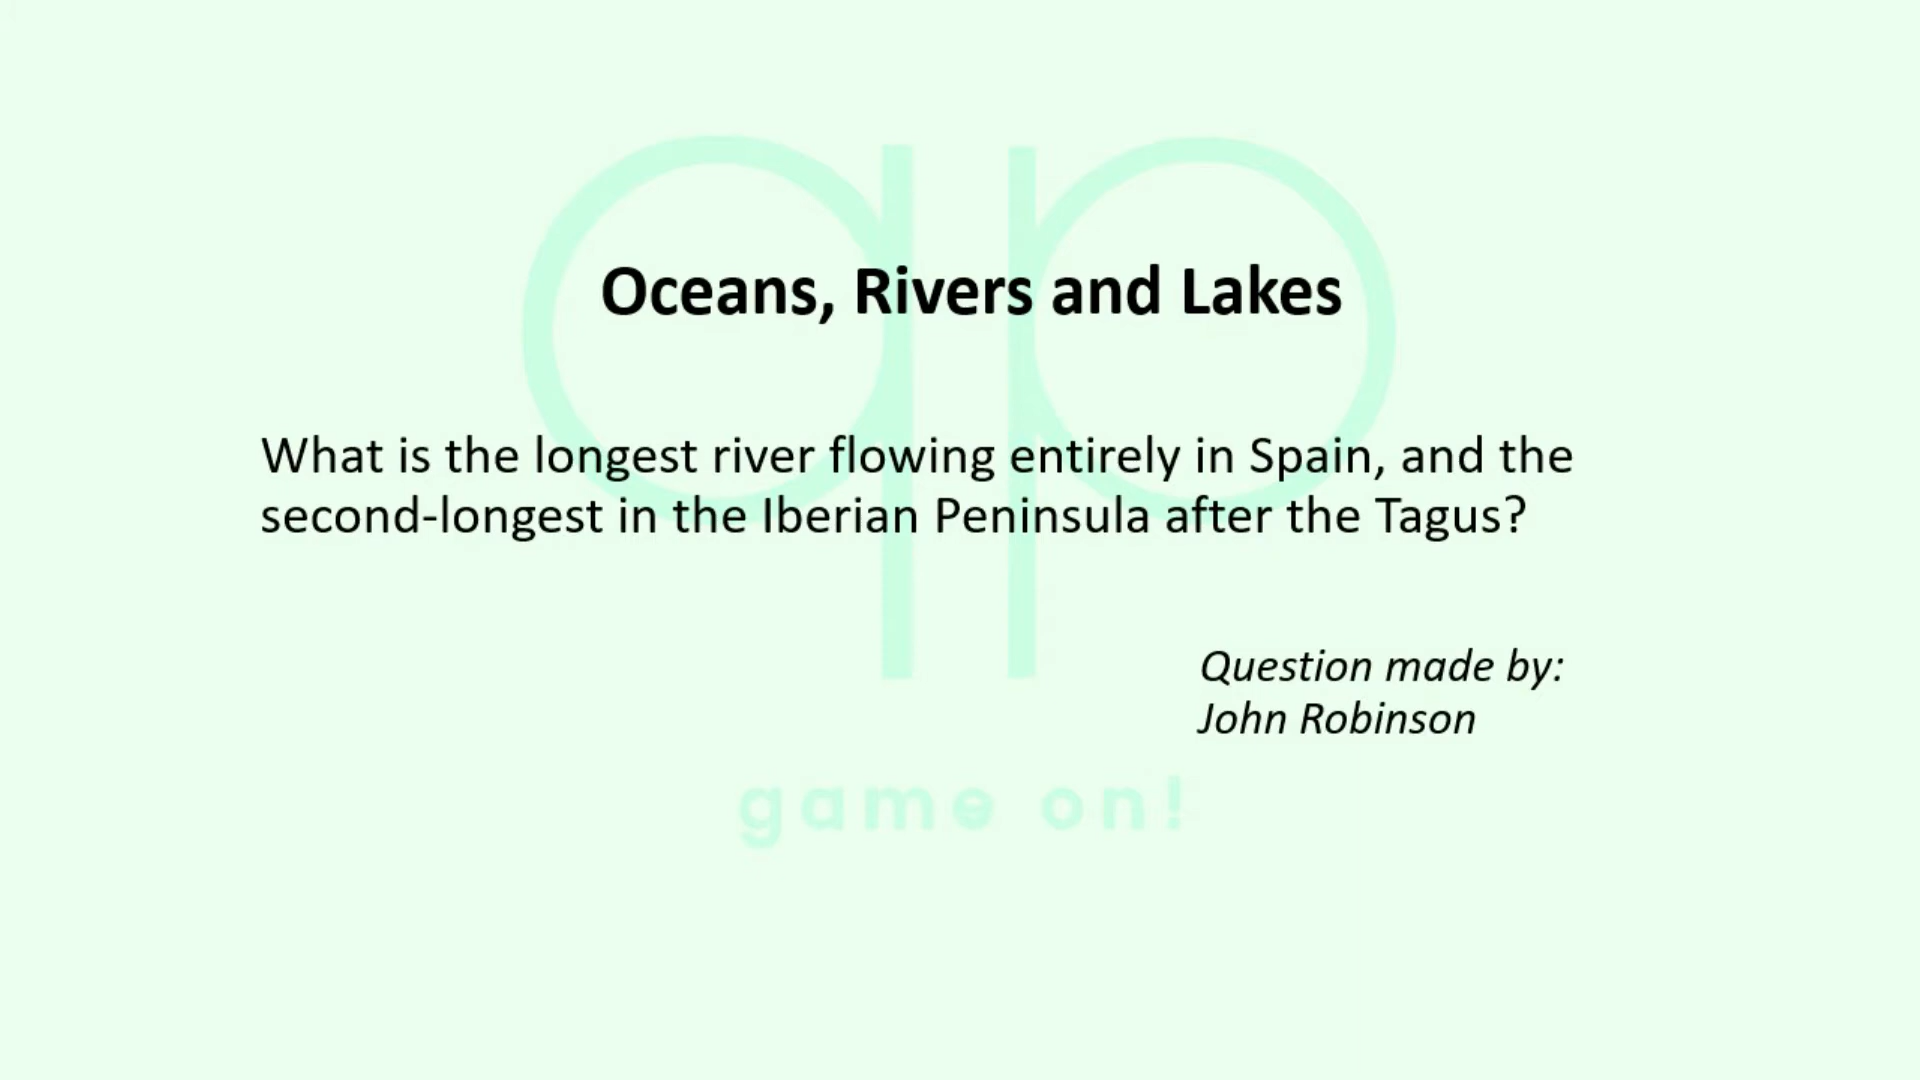 Oceans, Rivers and Lakes
What is the longest river flowing entirely in Spain, and the
second-longest in the Iberian Peninsula after the Tagus?
Question made by:
John Robinson
game on!